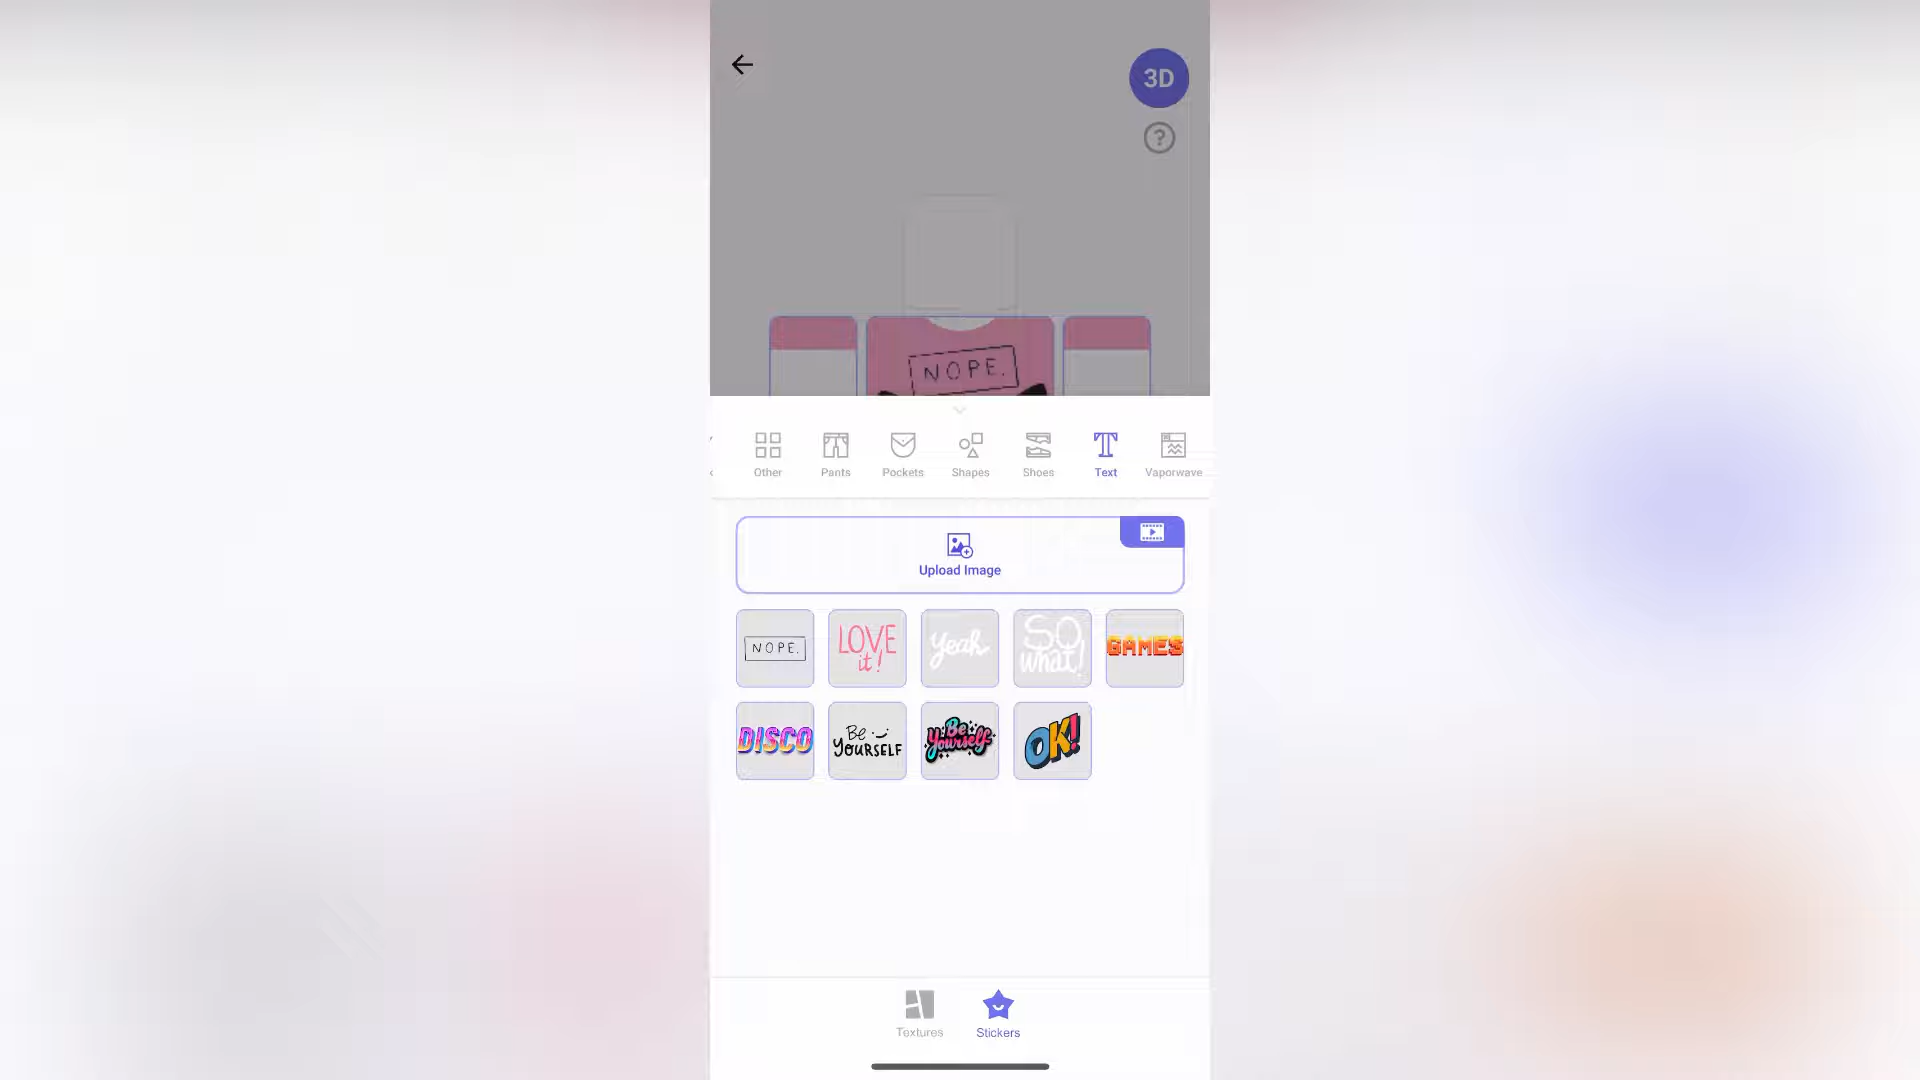 3D
?
NOPE.
Other
Pants
Pockets
Shapes
Shoes
Text
Vaporwave
Upload Image
NOPE.
LOVE
it!
Yeah
SO
what!
GAMES
DISCO
Be
YOURSELF
Be
Yourself
OK!
Textures
Stickers